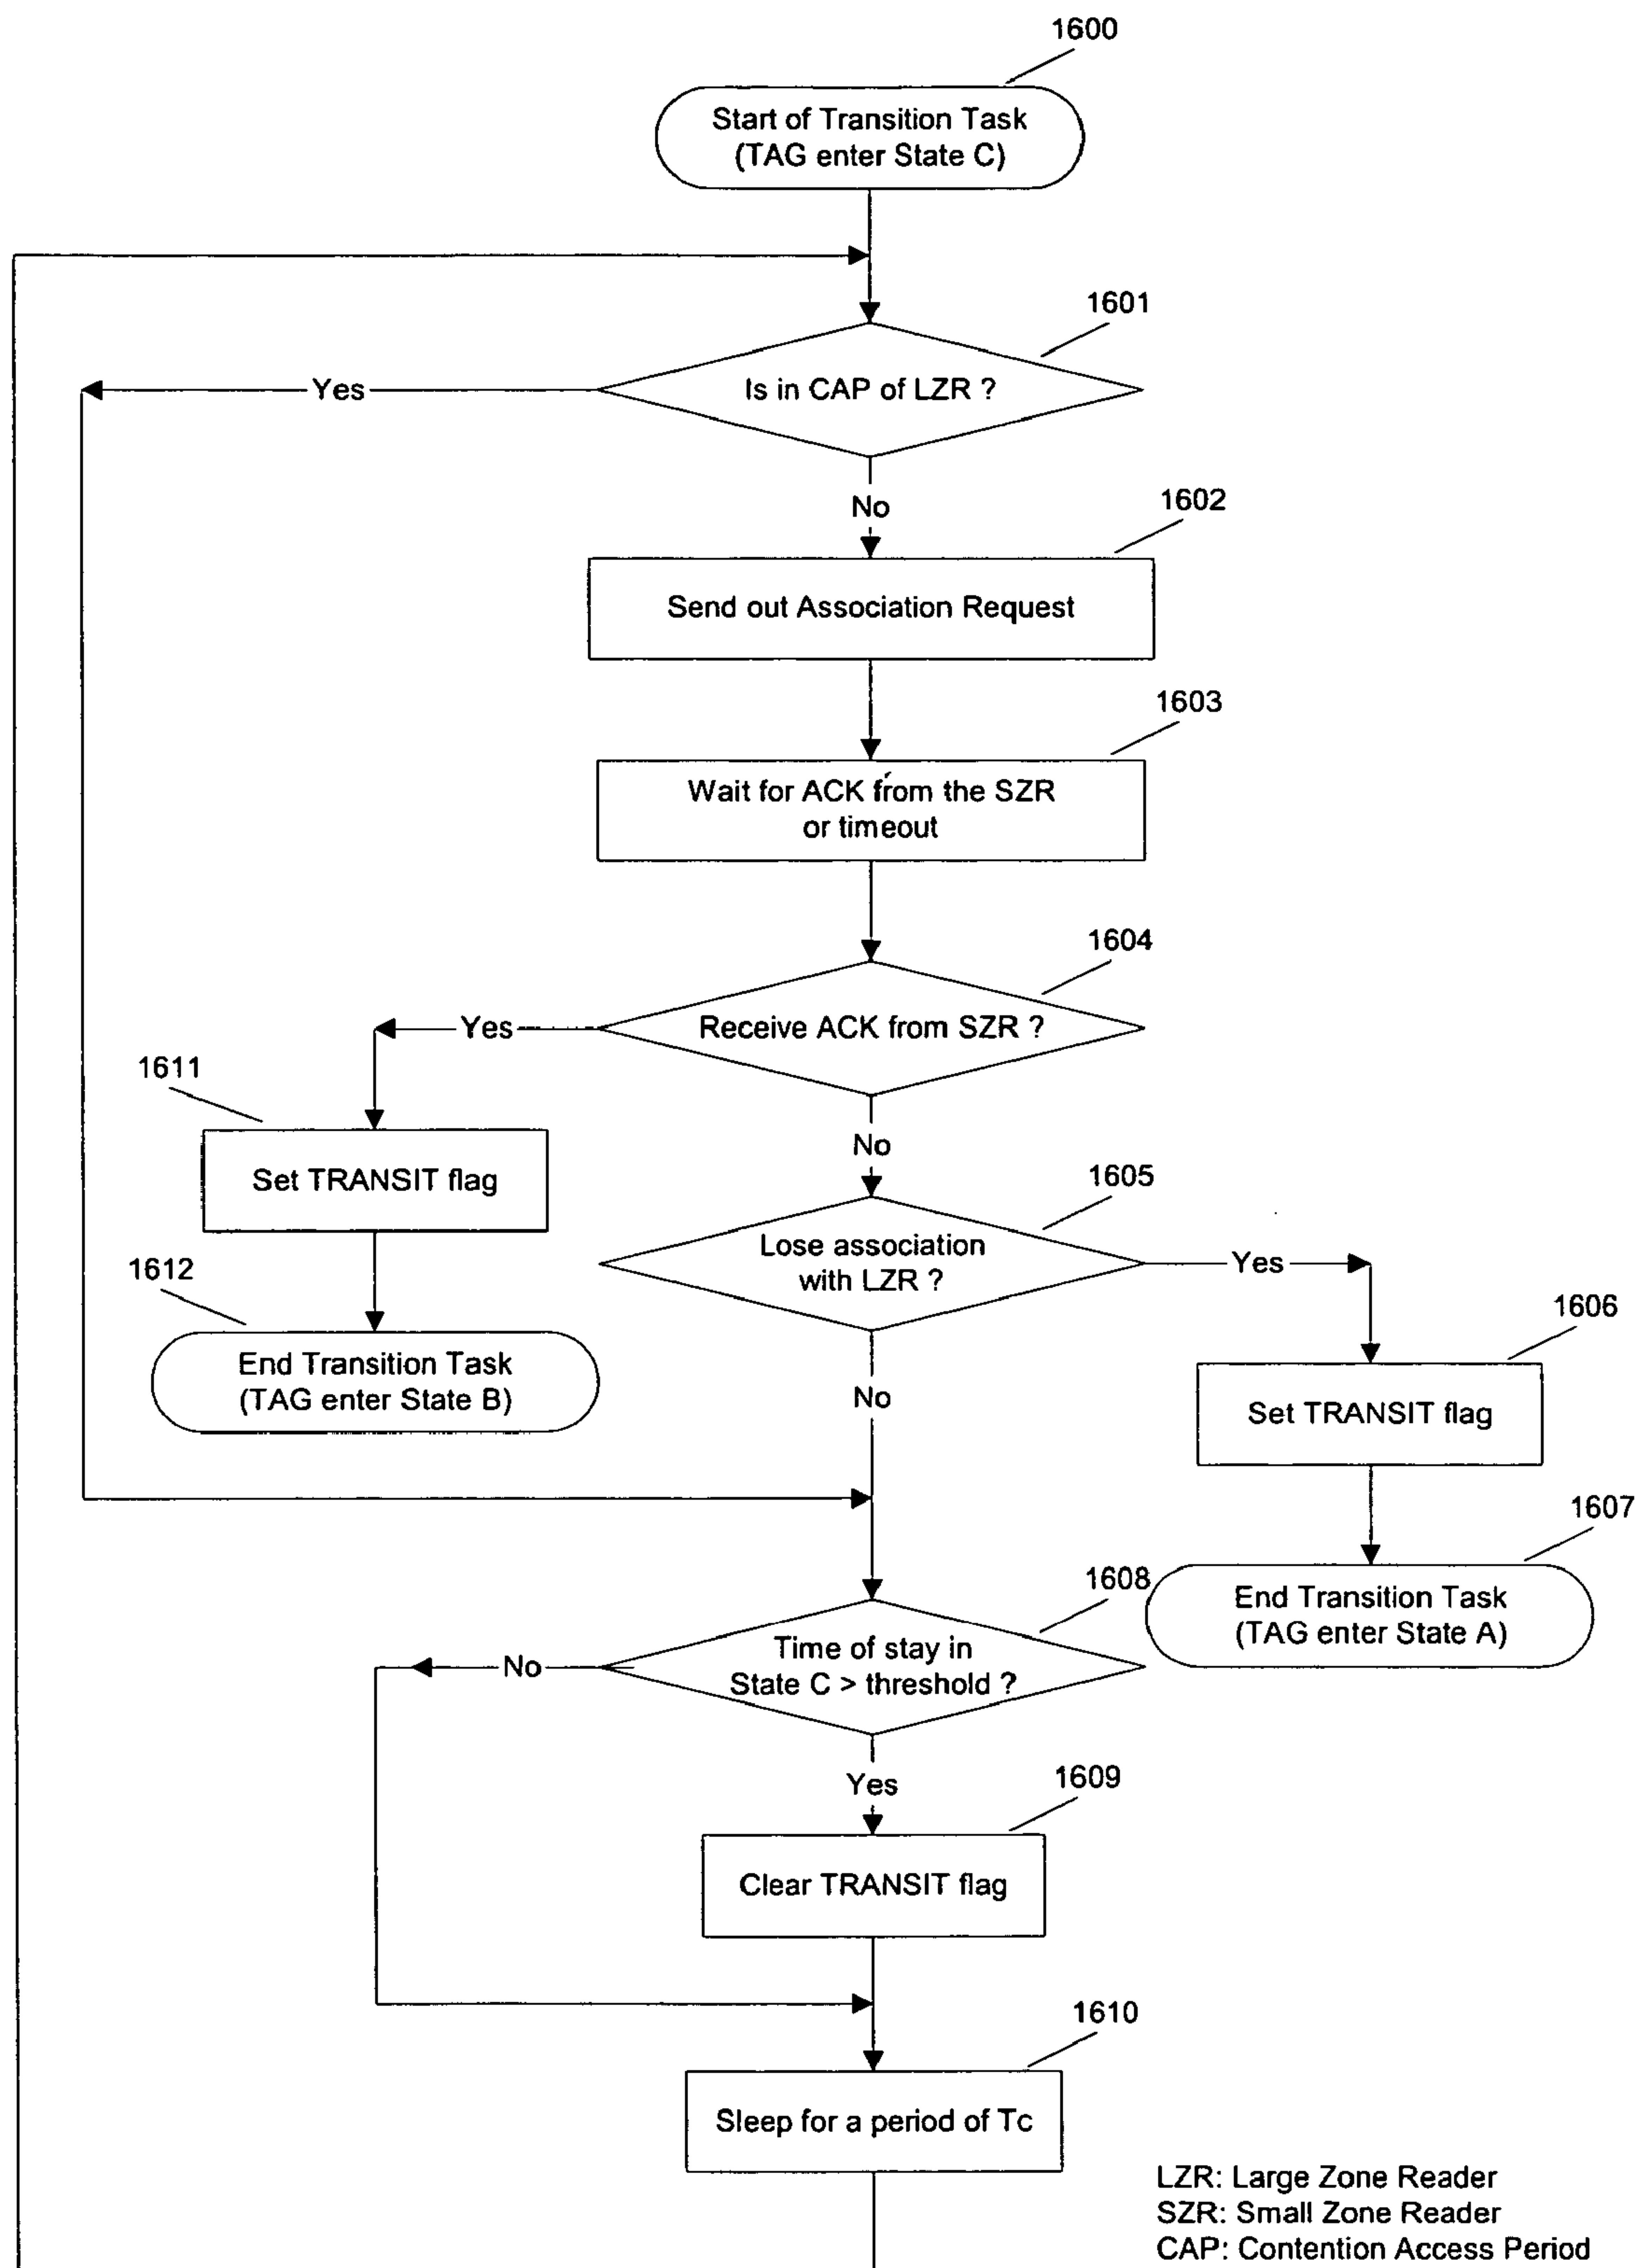 1600
Start of Transition Task
(TAG enter State C)
1601
Is in CAP of LZR ?
Yes
No
1602
Send out Association Request
1603
Wait for ACK from the SZR
or timeout
1604
Receive ACK from SZR ?
Yes
No
1611
Set TRANSIT flag
1605
Lose association
with LZR ?
Yes
No
1612
End Transition Task
(TAG enter State B)
1606
Set TRANSIT flag
1607
End Transition Task
(TAG enter State A)
1608
Time of stay in
State C > threshold ?
No
Yes
1609
Clear TRANSIT flag
1610
Sleep for a period of Tc
LZR: Large Zone Reader
SZR: Small Zone Reader
CAP: Contention Access Period